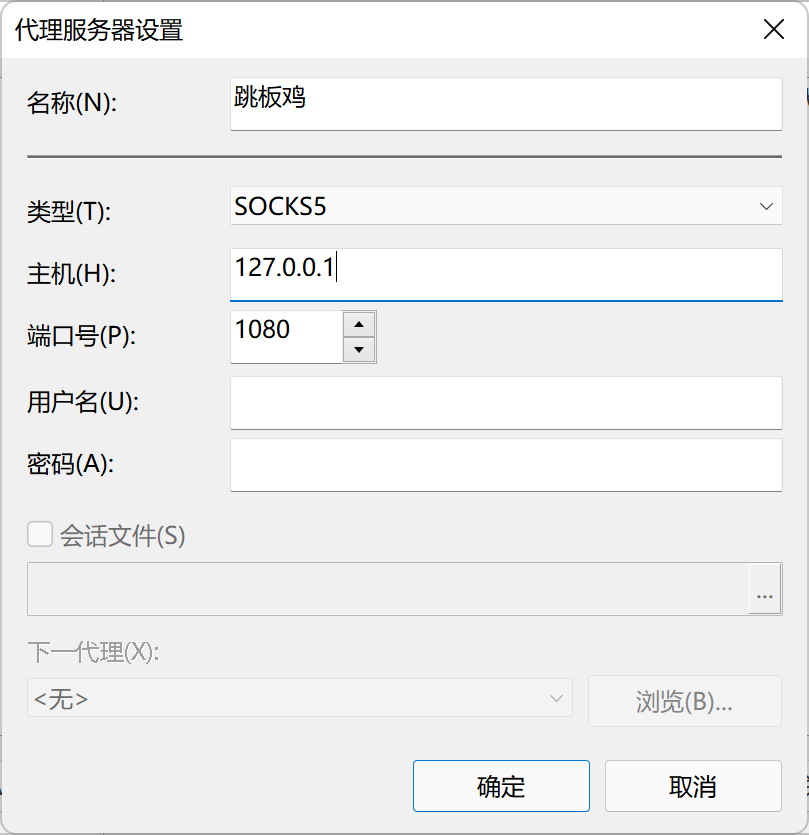 代理服务器设置
名称(N):
跳板鸡
类型(T):
SOCKS5
主机(H):
127.0.0.1
端口号(P):
1080
用户名(U):
密码(A):
会话文件(S)
...
下一代理(X):
<无>
浏览(B)...
确定
取消